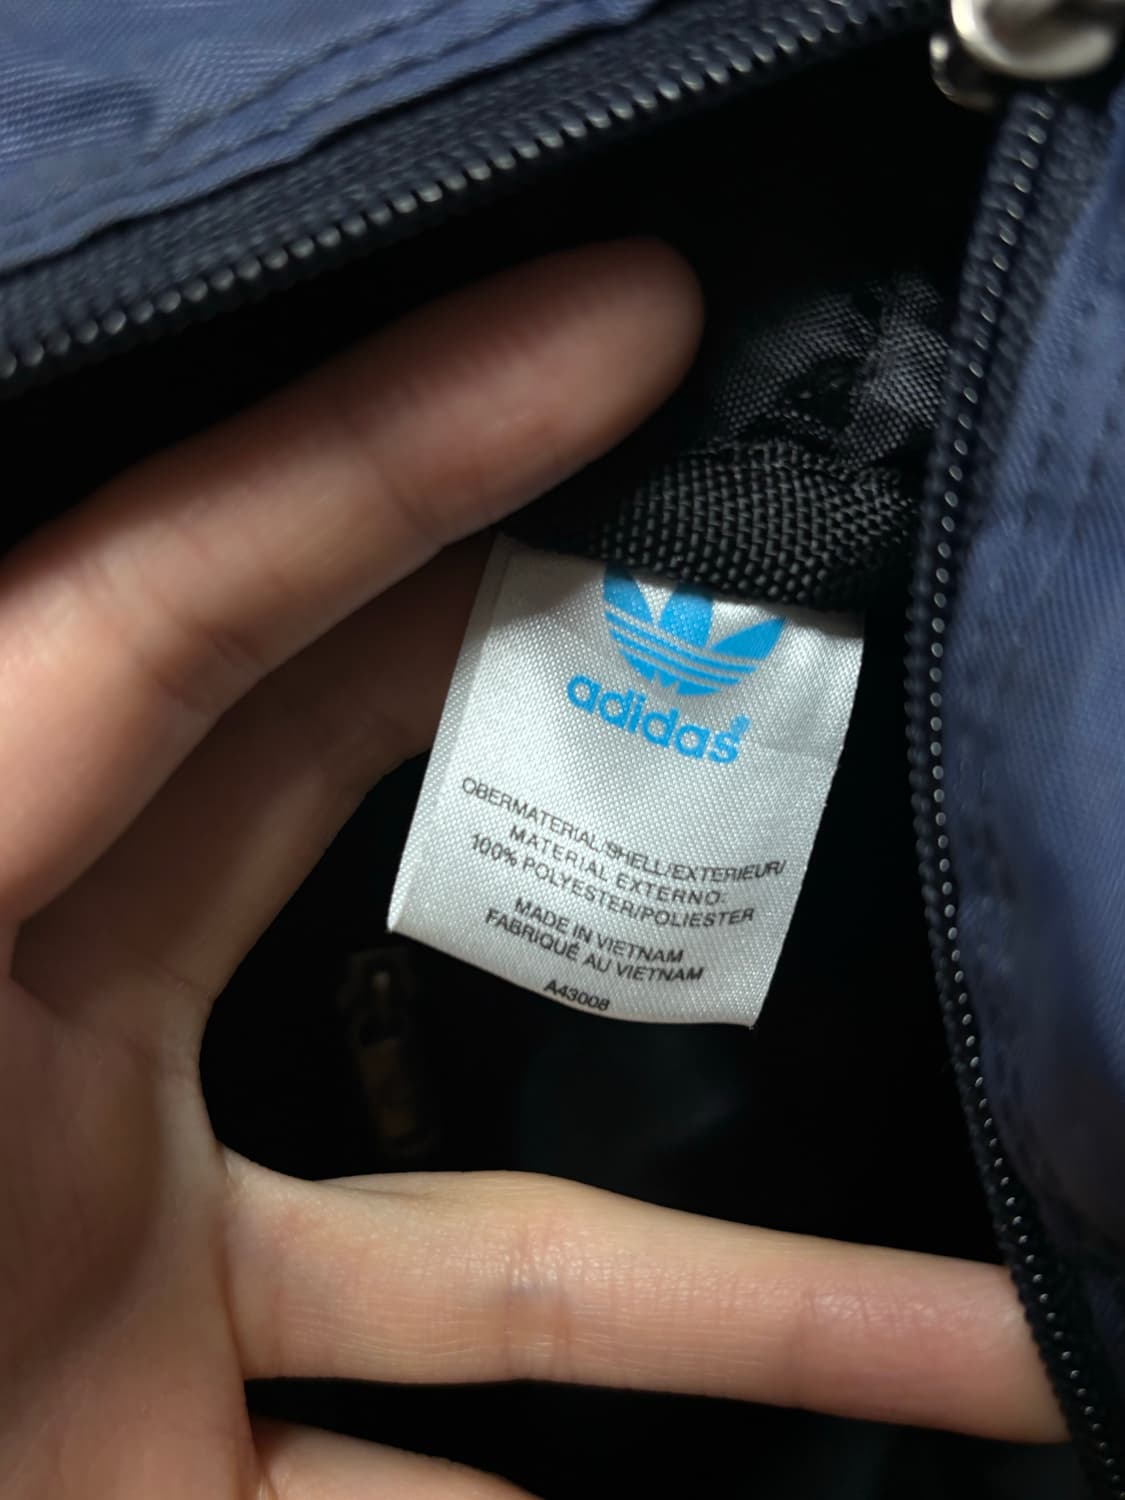 adidas®
OBERMATERIAL/SHELL/EXTERIEUR/
MATERIAL EXTERNO:
100% POLYESTER/POLIESTER
MADE IN VIETNAM
FABRIQUÉ AU VIETNAM
A43008